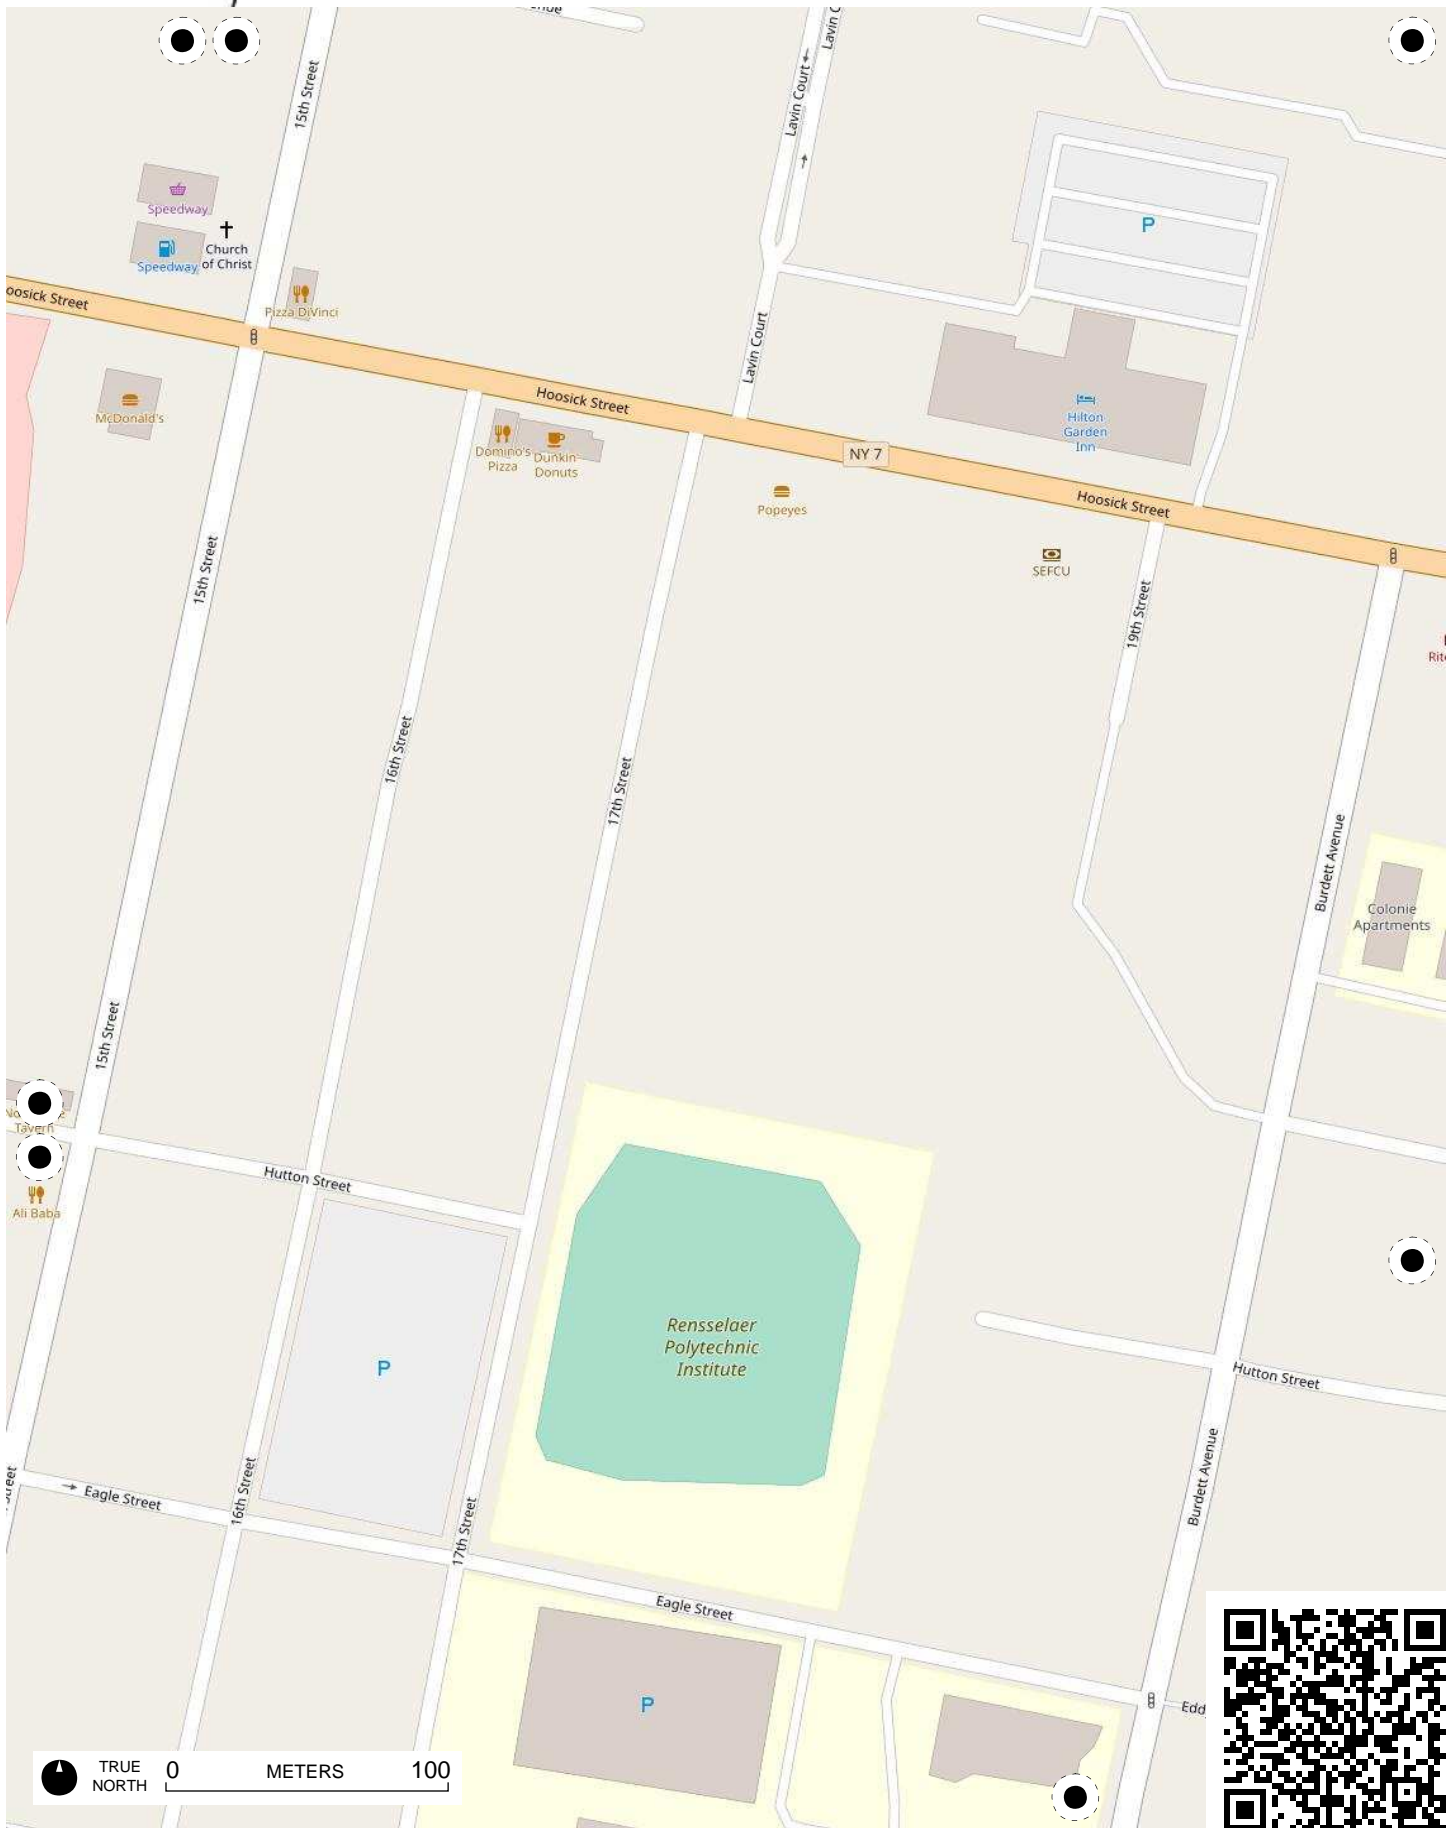 15th Street
Lavin Court
Speedway
Church
of Christ
Speedway
Pizza DiVinci
P
Hoosick Street
Lavin Court
McDonald's
Hoosick Street
Hilton
Garden
Inn
Domino's
Pizza
Dunkin'
Donuts
NY 7
Popeyes
Hoosick Street
SEFCU
15th Street
19th Street
16th Street
17th Street
Burdett Avenue
Colonie
Apartments
15th Street
Tavern
Hutton Street
Ali Baba
Rensselaer
Polytechnic
Institute
P
Hutton Street
16th Street
Eagle Street
17th Street
Burdett Avenue
Eagle Street
P
TRUE
NORTH
0 METERS 100